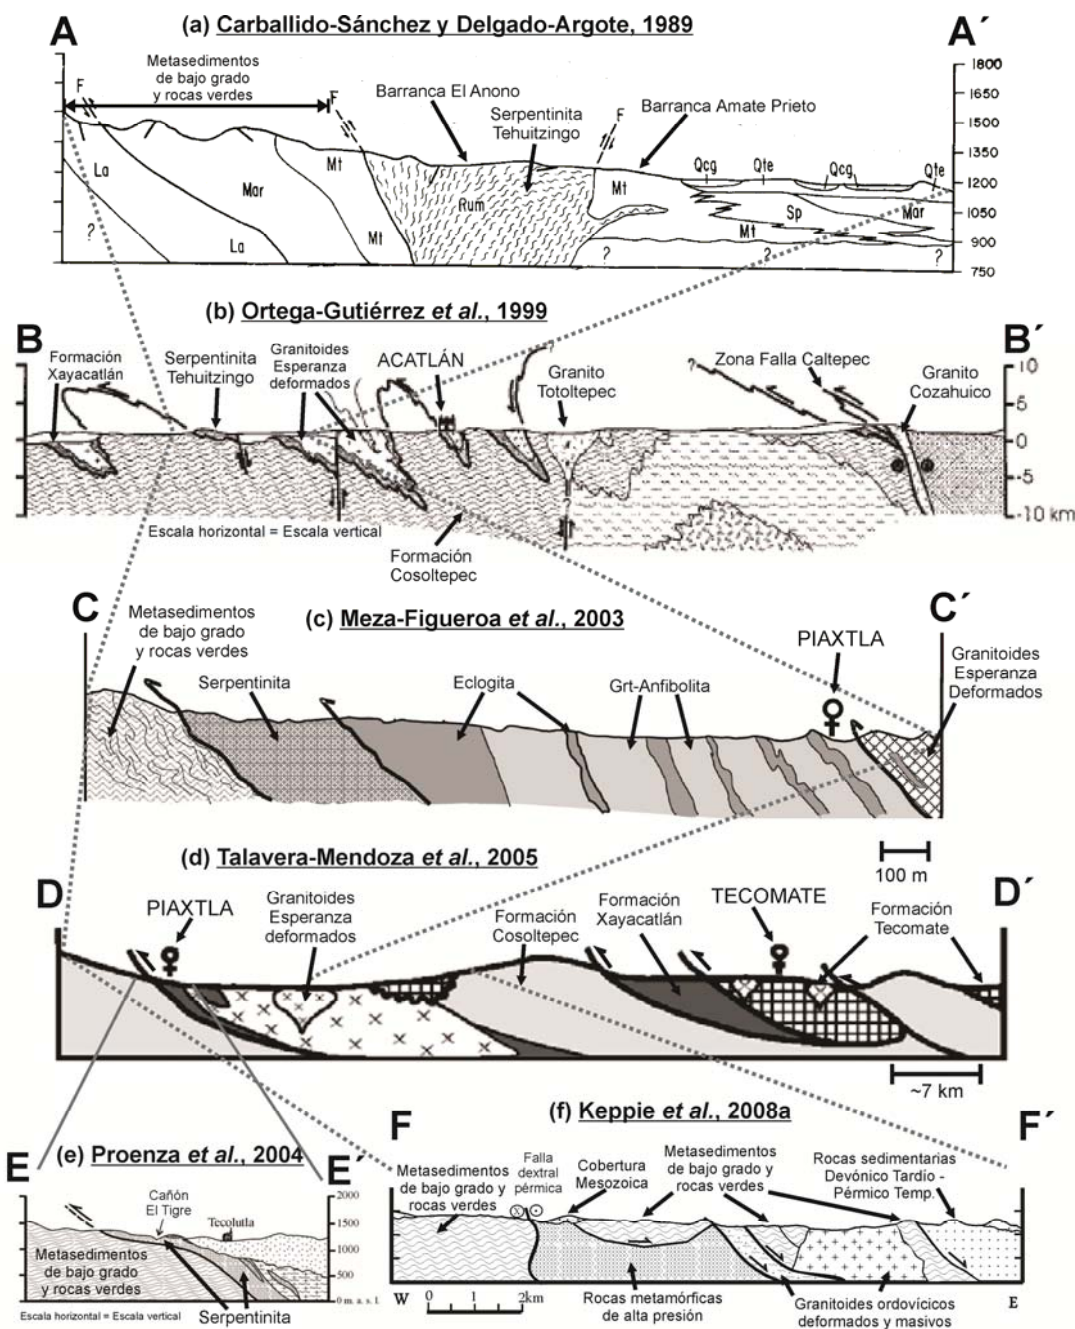 (a) Carballido-Sánchez y Delgado-Argote, 1989
A
A´
Metasedimentos
de bajo grado
y rocas verdes
F
F
F
Barranca El Anono
Serpentinita
Tehuitzingo
Barranca Amate Prieto
1800
1650
1500
1350
1200
1050
900
750
Qcg
Qte
Qcg
Qte
La
Mar
Mt
Rum
Mt
Sp
Mar
La
Mt
Mt
?
?
?
?
(b) Ortega-Gutiérrez et al., 1999
B
B´
Formación
Xayacatlán
Serpentinita
Tehuitzingo
Granitoides
Esperanza
deformados
ACATLÁN
Granito
Totoltepec
Zona Falla Caltepec
Granito
Cozahuico
?
?
10
5
0
-5
-10 km
Escala horizontal = Escala vertical
Formación
Cosoltepec
C
C´
(c) Meza-Figueroa et al., 2003
Metasedimentos
de bajo grado
y rocas verdes
Serpentinita
Eclogita
Grt-Anfibolita
PIAXTLA
Granitoides
Esperanza
Deformados
100 m
(d) Talavera-Mendoza et al., 2005
D
D´
PIAXTLA
Granitoides
Esperanza
deformados
Formación
Cosoltepec
Formación
Xayacatlán
TECOMATE
Formación
Tecomate
~7 km
(e) Proenza et al., 2004
E
E´
Cañón
El Tigre
Tecolutla
2000
1500
1000
500
0 m. a. s. l.
Metasedimentos
de bajo grado
y rocas verdes
Serpentinita
Escala horizontal = Escala vertical
(f) Keppie et al., 2008a
F
F´
Metasedimentos
de bajo grado y
rocas verdes
Falla
dextral
pérmica
Cobertura
Mesozoica
Metasedimentos
de bajo grado y
rocas verdes
Rocas sedimentarias
Devónico Tardío -
Pérmico Temp.
W
E
0 1 2km
Rocas metamórficas
de alta presión
Granitoides ordovícicos
deformados y masivos